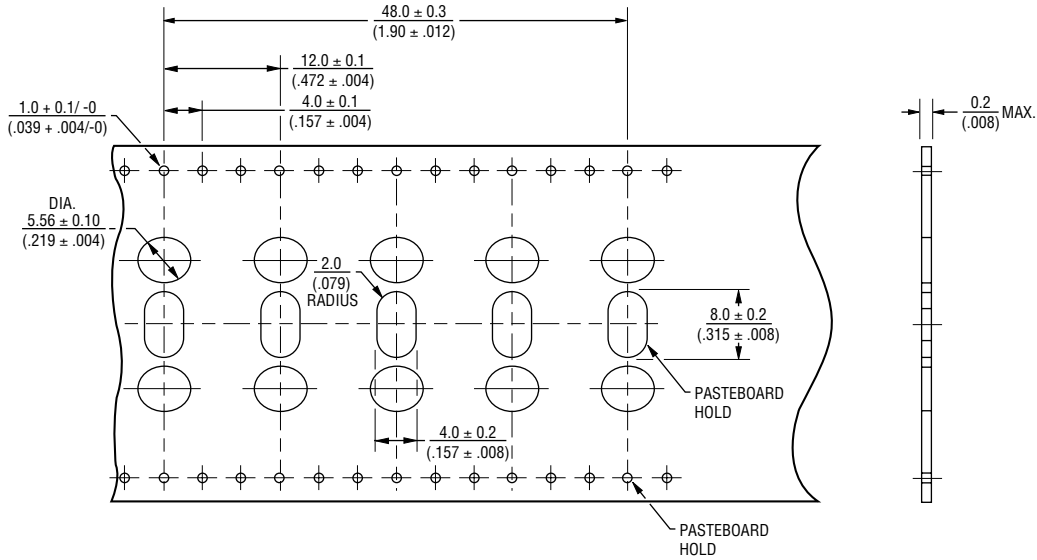 48.0 ± 0.3
(1.90 ± .012)
12.0 ± 0.1
(.472 ± .004)
4.0 ± 0.1
(.157 ± .004)
1.0 + 0.1/ -0
(.039 + .004/-0)
0.2
(.008) MAX.
DIA.
5.56 ± 0.10
(.219 ± .004)
2.0
(.079)
RADIUS
8.0 ± 0.2
(.315 ± .008)
PASTEBOARD
HOLD
4.0 ± 0.2
(.157 ± .008)
PASTEBOARD
HOLD